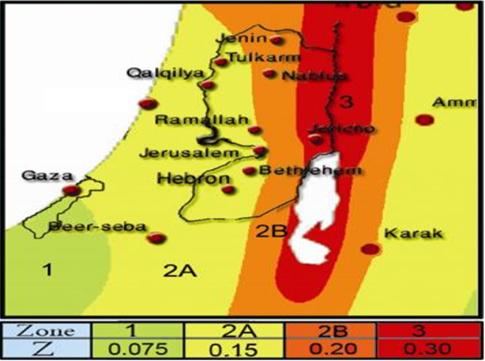 Jenin
Tulkarm
Qalqilya
Nablus
3
Amm
Ramallah
Jericho
Jerusalem
Bethlehem
Gaza
Hebron
Beer-seba
2B
Karak
1
2A
Zone 1 2A 2B 3
Z 0.075 0.15 0.20 0.30